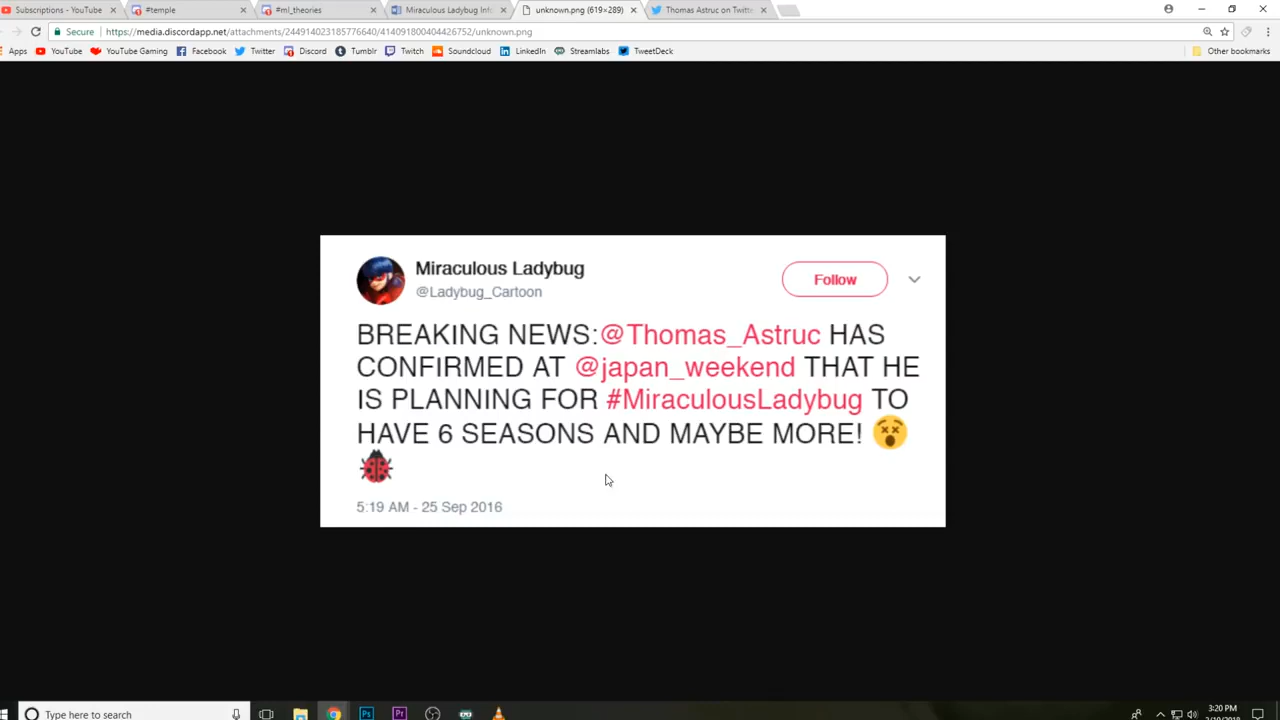 Subscriptions - YouTube
#temple
#ml_theories
Miraculous Ladybug Inf
unknown.png (619×289)
Thomas Astruc on Twitt
Secure
https://media.discordapp.net/attachments/244914023185776640/414091800404426752/unknown.png
Apps
YouTube
YouTube Gaming
Facebook
Twitter
Discord
Tumblr
Twitch
Soundcloud
LinkedIn
Streamlabs
TweetDeck
Other bookmarks
Miraculous Ladybug
@Ladybug_Cartoon
Follow
BREAKING NEWS:@Thomas_Astruc HAS
CONFIRMED AT @japan_weekend THAT HE
IS PLANNING FOR #MiraculousLadybug TO
HAVE 6 SEASONS AND MAYBE MORE! 😵
🐞
5:19 AM - 25 Sep 2016
Type here to search
Ps
Pr
3:20 PM